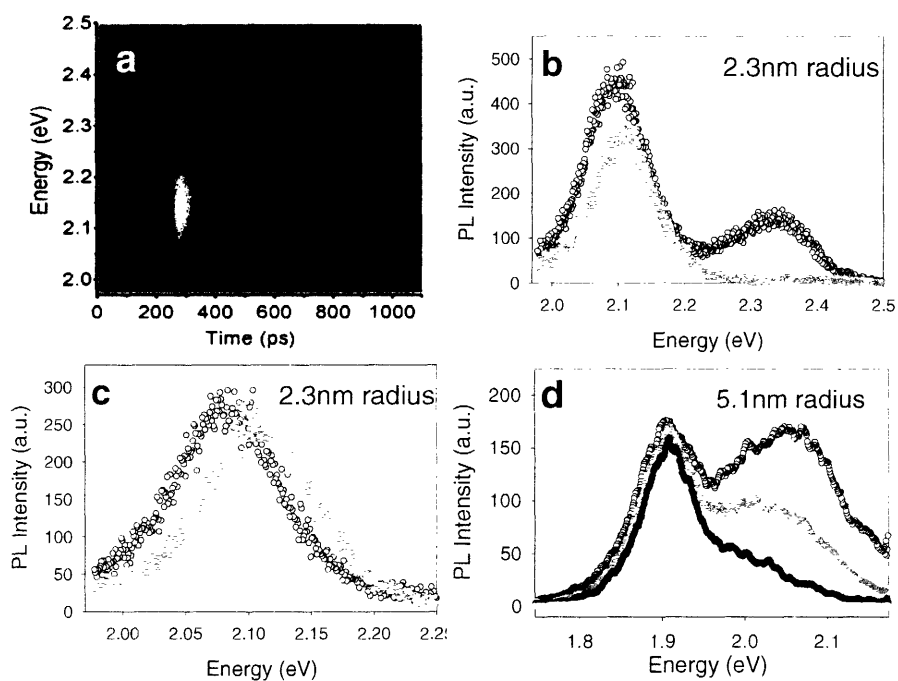 a
Energy (eV)
2.5
2.4
2.3
2.2
2.1
2.0
0 200 400 600 800 1000
Time (ps)
b
2.3nm radius
PL Intensity (a.u.)
500
400
300
200
100
0
2.0 2.1 2.2 2.3 2.4 2.5
Energy (eV)
c
2.3nm radius
PL Intensity (a.u.)
300
250
200
150
100
50
0
2.00 2.05 2.10 2.15 2.20 2.25
Energy (eV)
d
5.1nm radius
PL Intensity (a.u.)
200
150
100
50
0
1.8 1.9 2.0 2.1
Energy (eV)